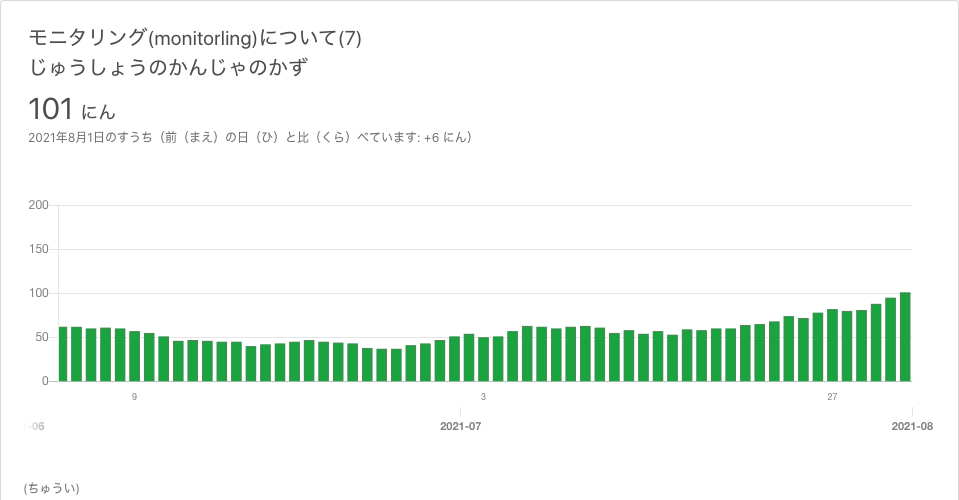 モニタリング(monitorling)について(7)
じゅうしょうのかんじゃのかず
101 にん
2021年8月1日のすうち（前（まえ）の日（ひ）と比（くら）べています: +6 にん）
200
150
100
50
0
9 3 27
-06 2021-07 2021-08
(ちゅうい)